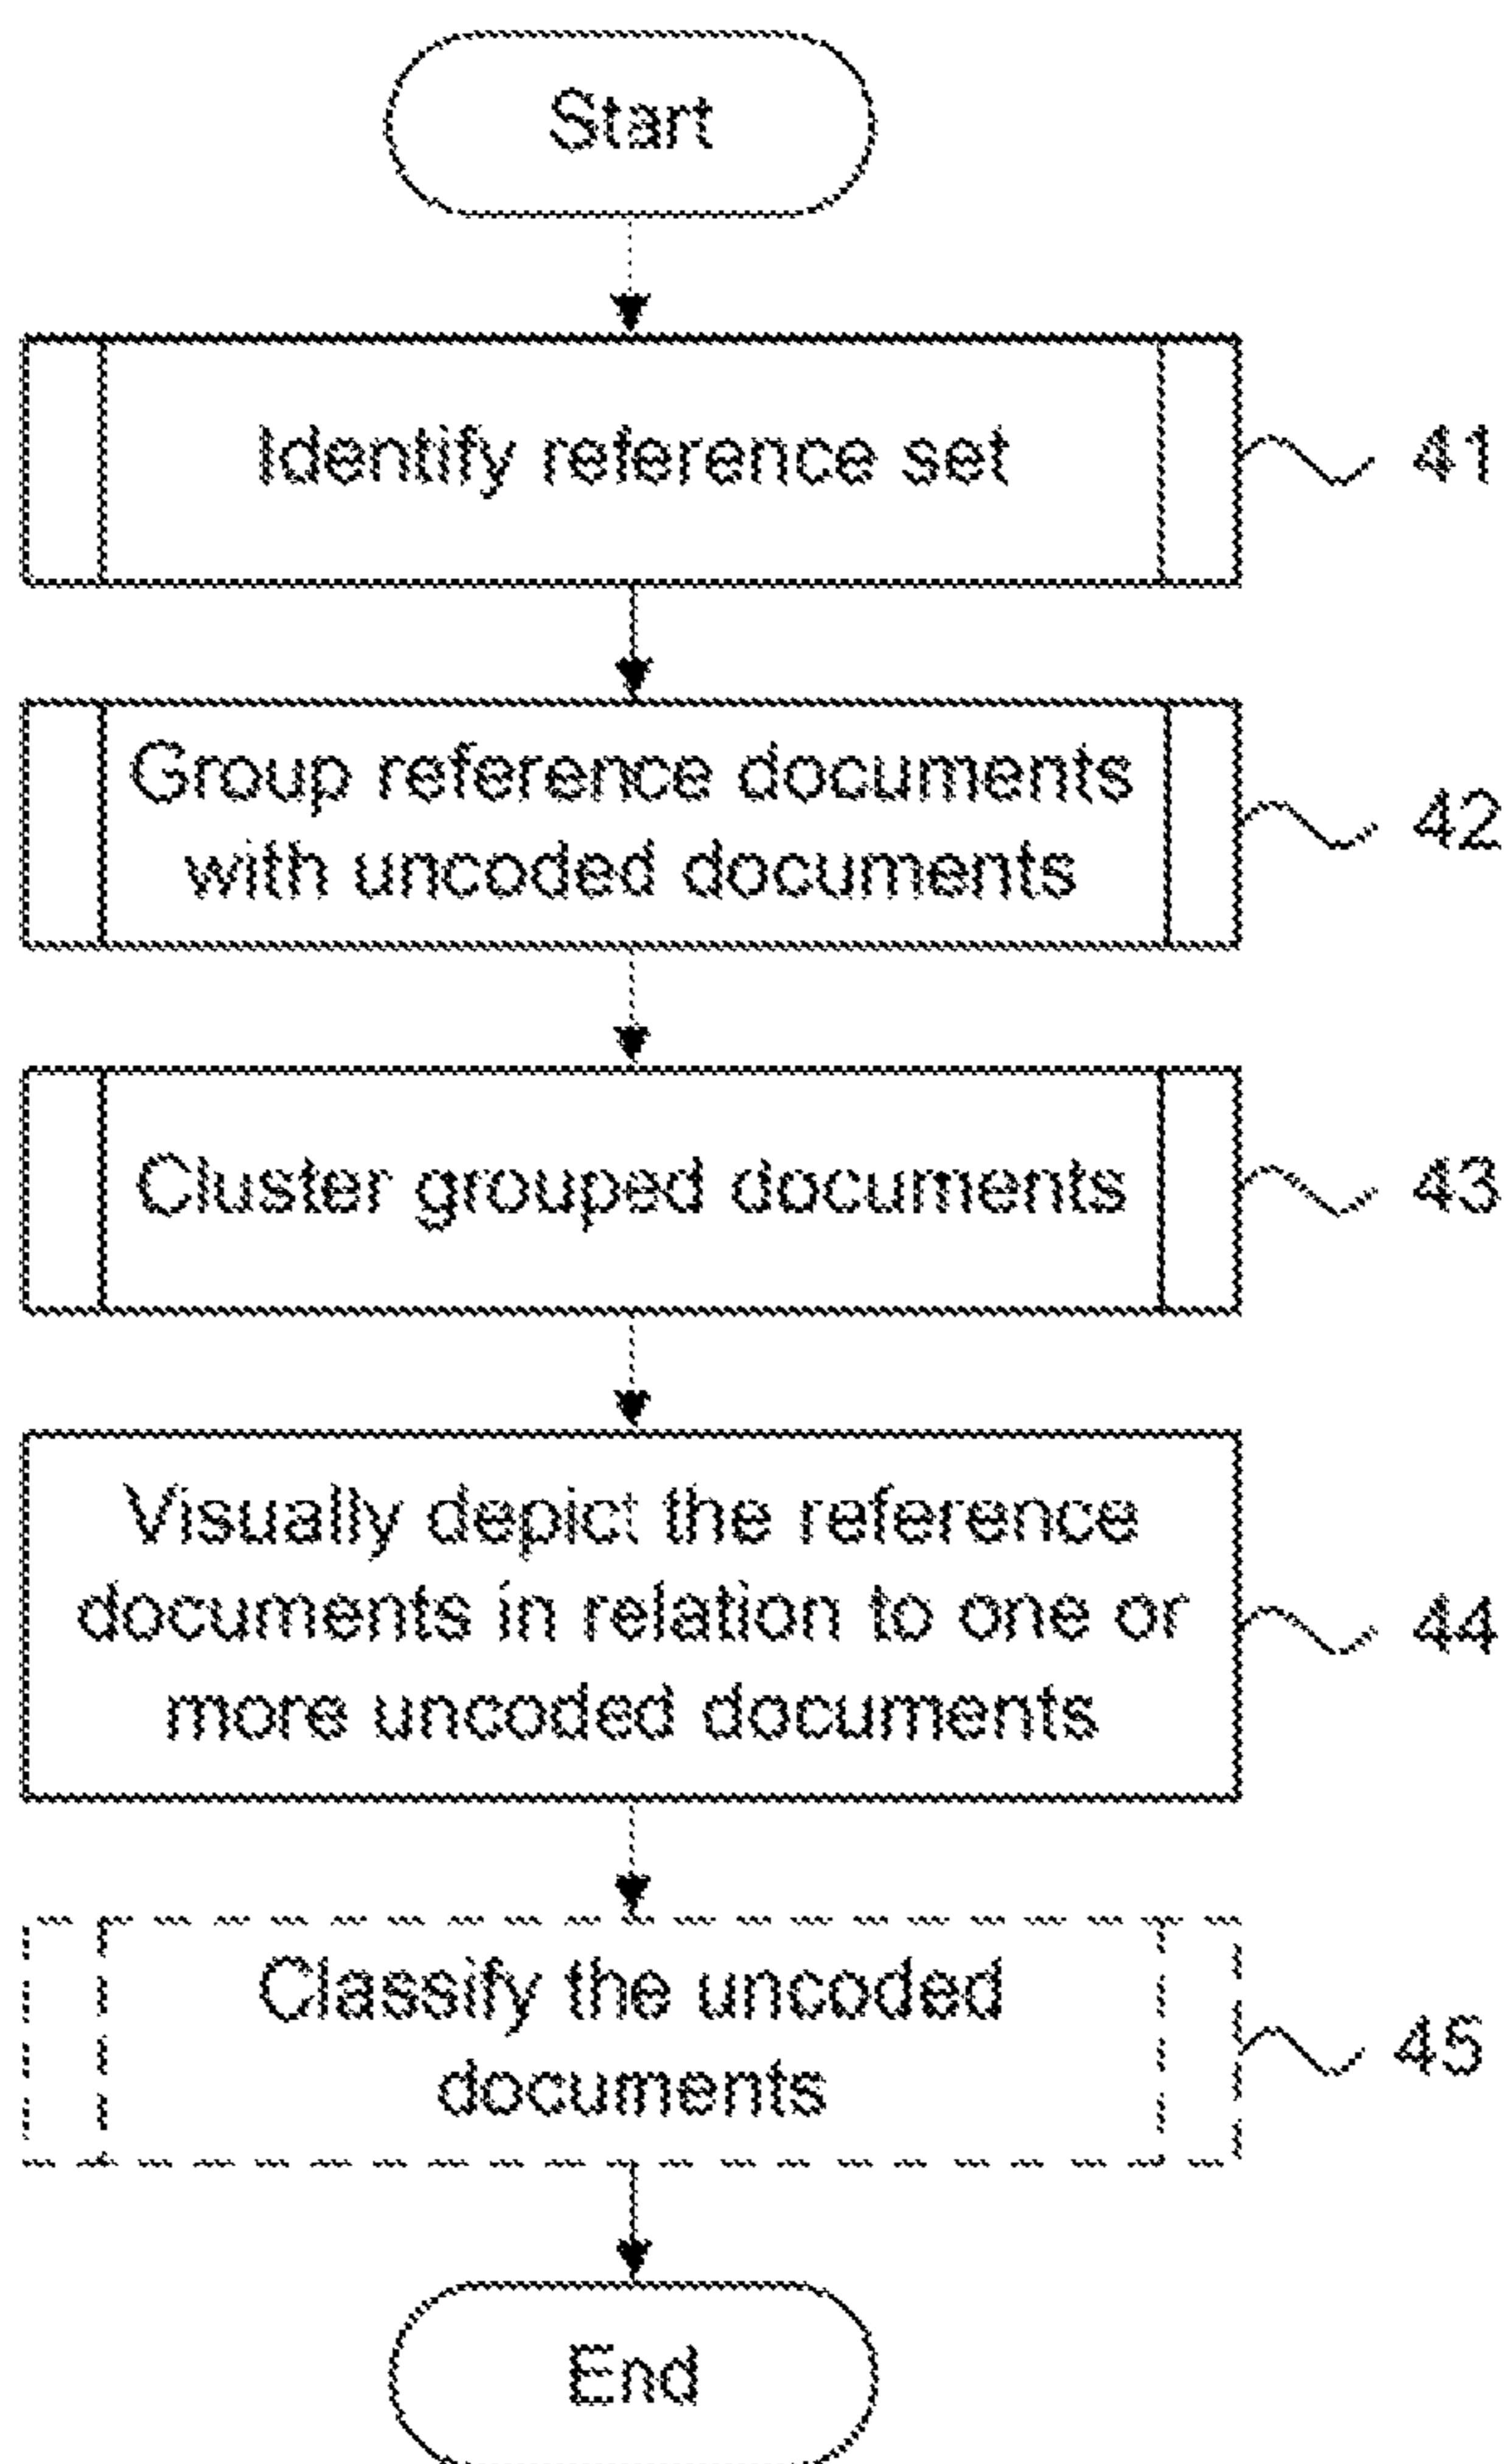 Start
Identify reference set
41
Group reference documents
with uncoded documents
42
Cluster grouped documents
43
Visually depict the reference
documents in relation to one or
more uncoded documents
44
Classify the uncoded
documents
45
End